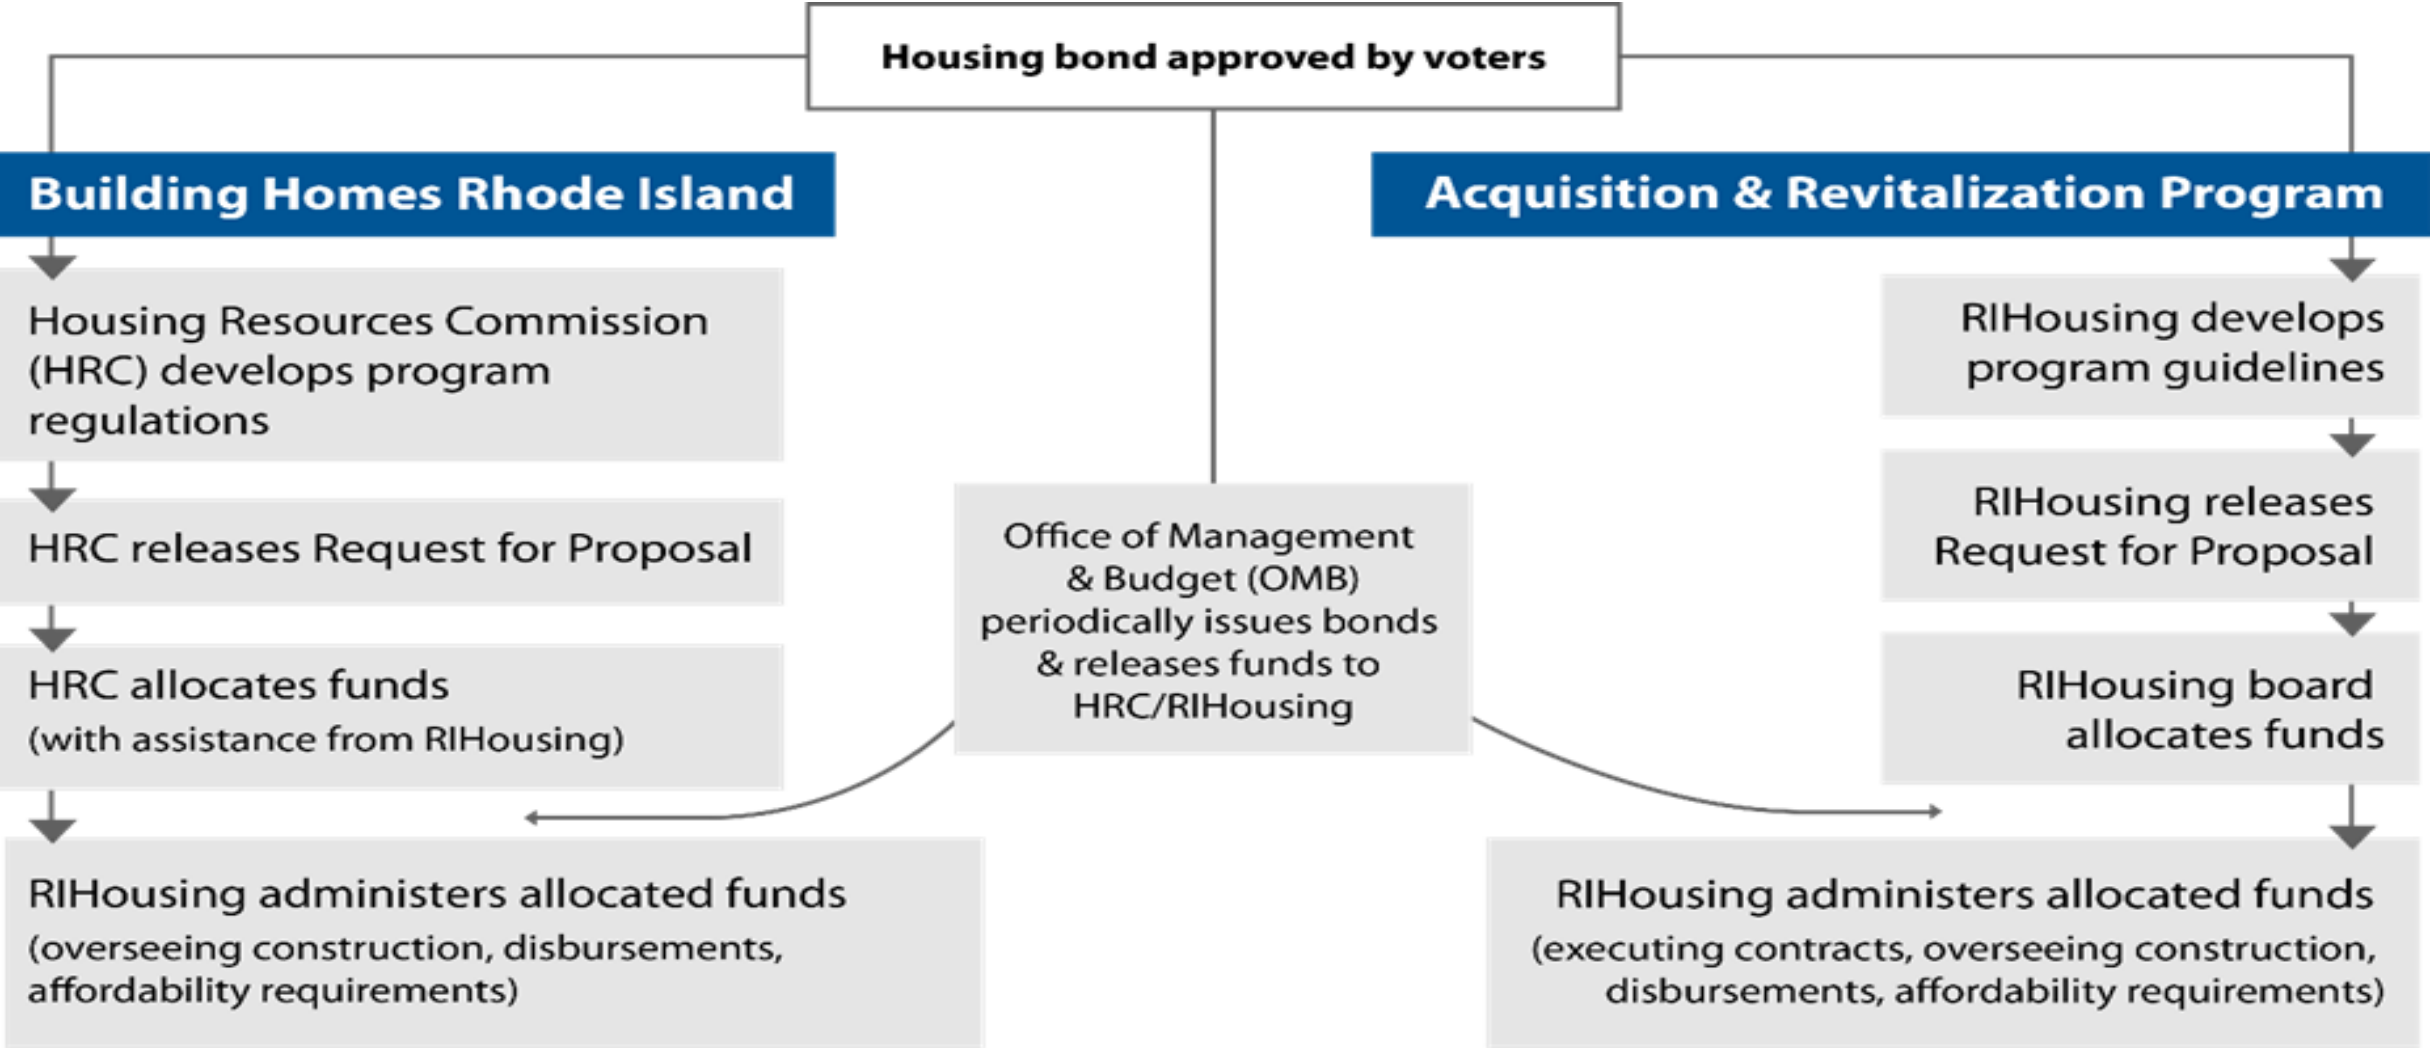 Housing bond approved by voters
Building Homes Rhode Island
Housing Resources Commission
(HRC) develops program
regulations
HRC releases Request for Proposal
HRC allocates funds
(with assistance from RIHousing)
RIHousing administers allocated funds
(overseeing construction, disbursements,
affordability requirements)
Office of Management
& Budget (OMB)
periodically issues bonds
& releases funds to
HRC/RIHousing
Acquisition & Revitalization Program
RIHousing develops
program guidelines
RIHousing releases
Request for Proposal
RIHousing board
allocates funds
RIHousing administers allocated funds
(executing contracts, overseeing construction,
disbursements, affordability requirements)